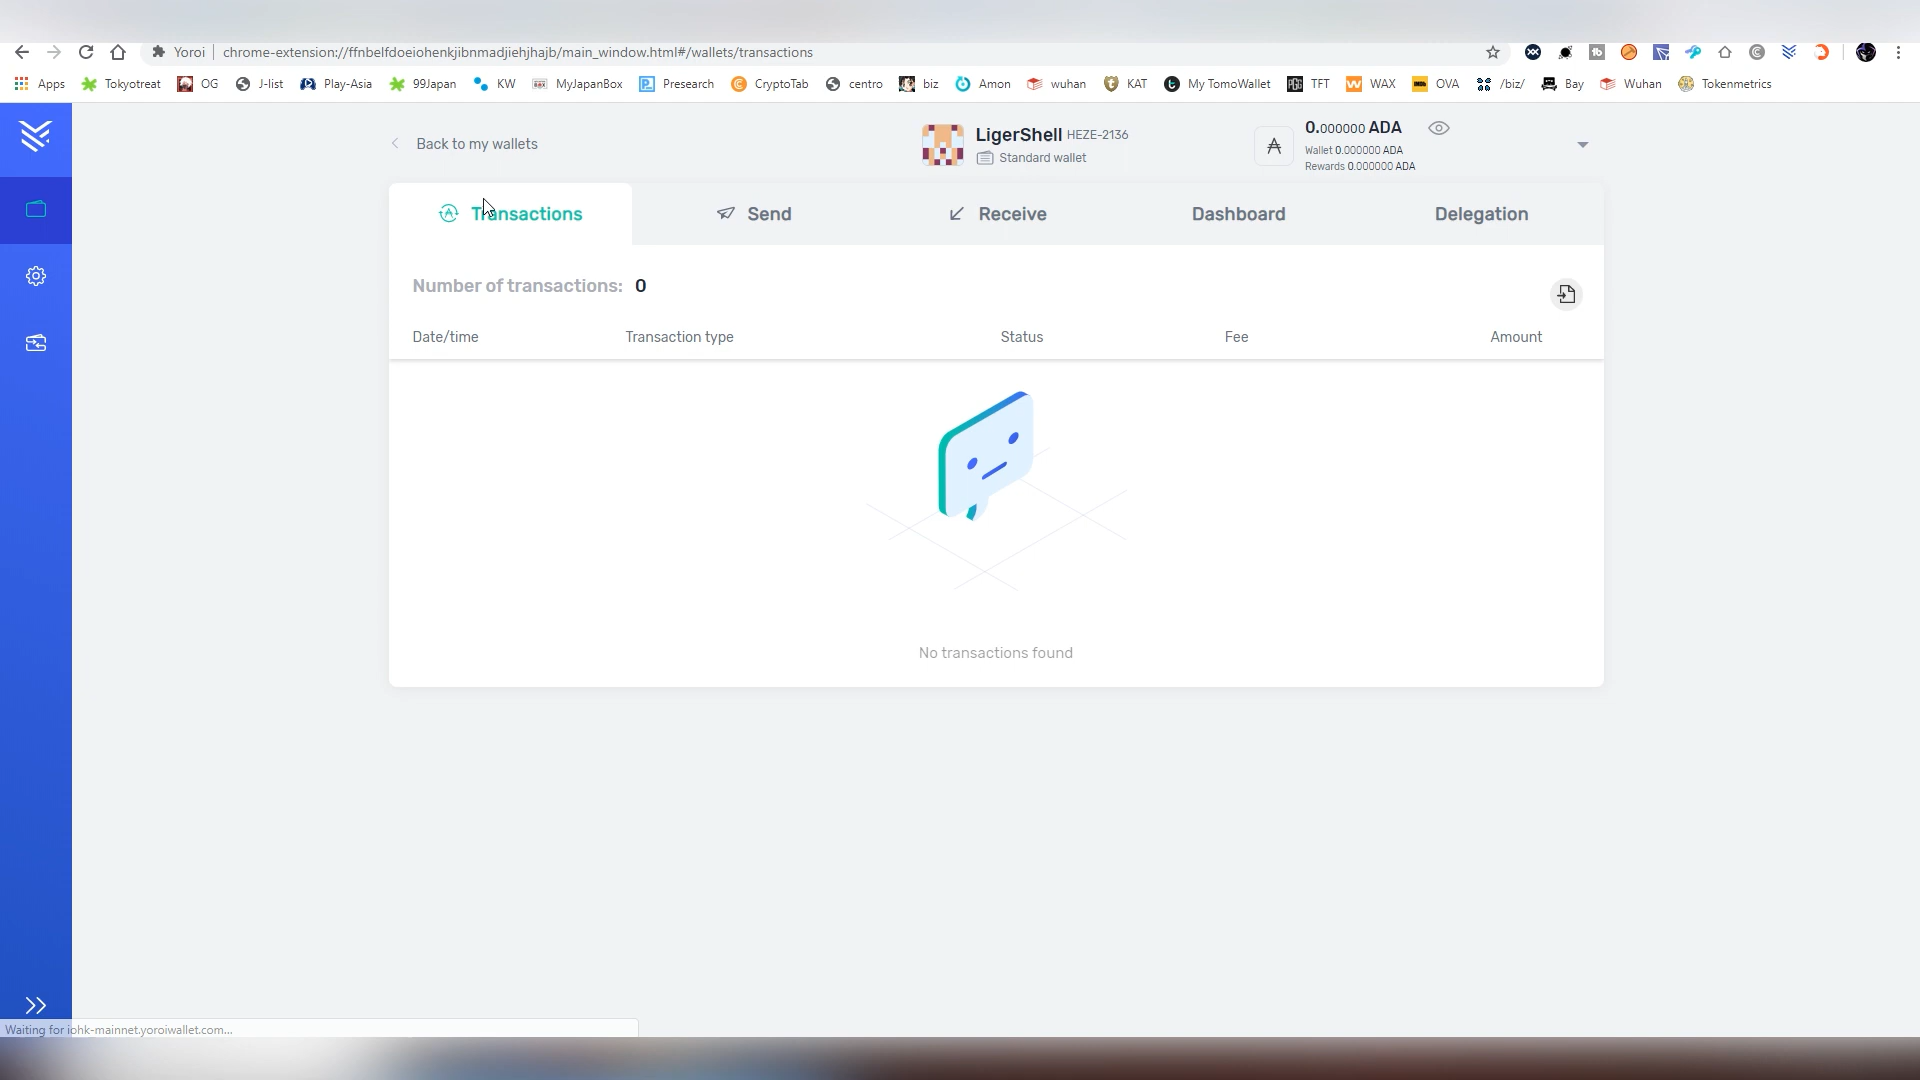 Yoroi chrome-extension://ffnbelfdoeiohenkjibnmadjiehjhajb/main_window.html#/wallets/transactions
Apps Tokyotreat OG J-list Play-Asia 99Japan KW MyJapanBox Presearch CryptoTab centro biz Amon wuhan KAT My TomoWallet TFT WAX OVA /biz/ Bay Wuhan Tokenmetrics
Back to my wallets
LigerShell HEZE-2136
Standard wallet
0.000000 ADA
Wallet 0.000000 ADA
Rewards 0.000000 ADA
Transactions Send Receive Dashboard Delegation
Number of transactions: 0
Date/time Transaction type Status Fee Amount
No transactions found
Waiting for iohk-mainnet.yoroiwallet.com...